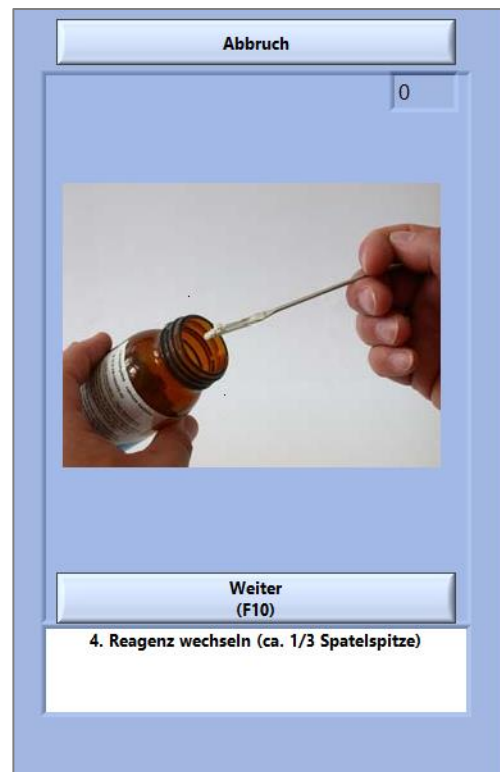 Abbruch
0
Weiter
(F10)
4. Reagenz wechseln (ca. 1/3 Spatelspitze)